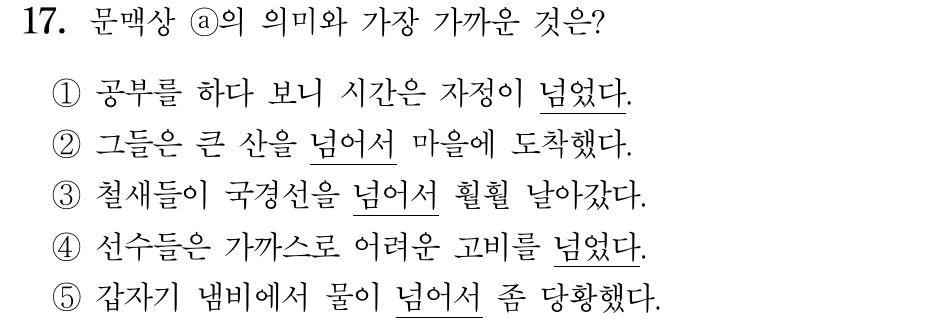 17. 문맥상 ⓐ의 의미와 가장 가까운 것은?
① 공부를 하다 보니 시간은 자정이 넘었다.
② 그들은 큰 산을 넘어서 마을에 도착했다.
③ 철새들이 국경선을 넘어서 훨훨 날아갔다.
④ 선수들은 가까스로 어려운 고비를 넘었다.
⑤ 갑자기 냄비에서 물이 넘어서 좀 당황했다.